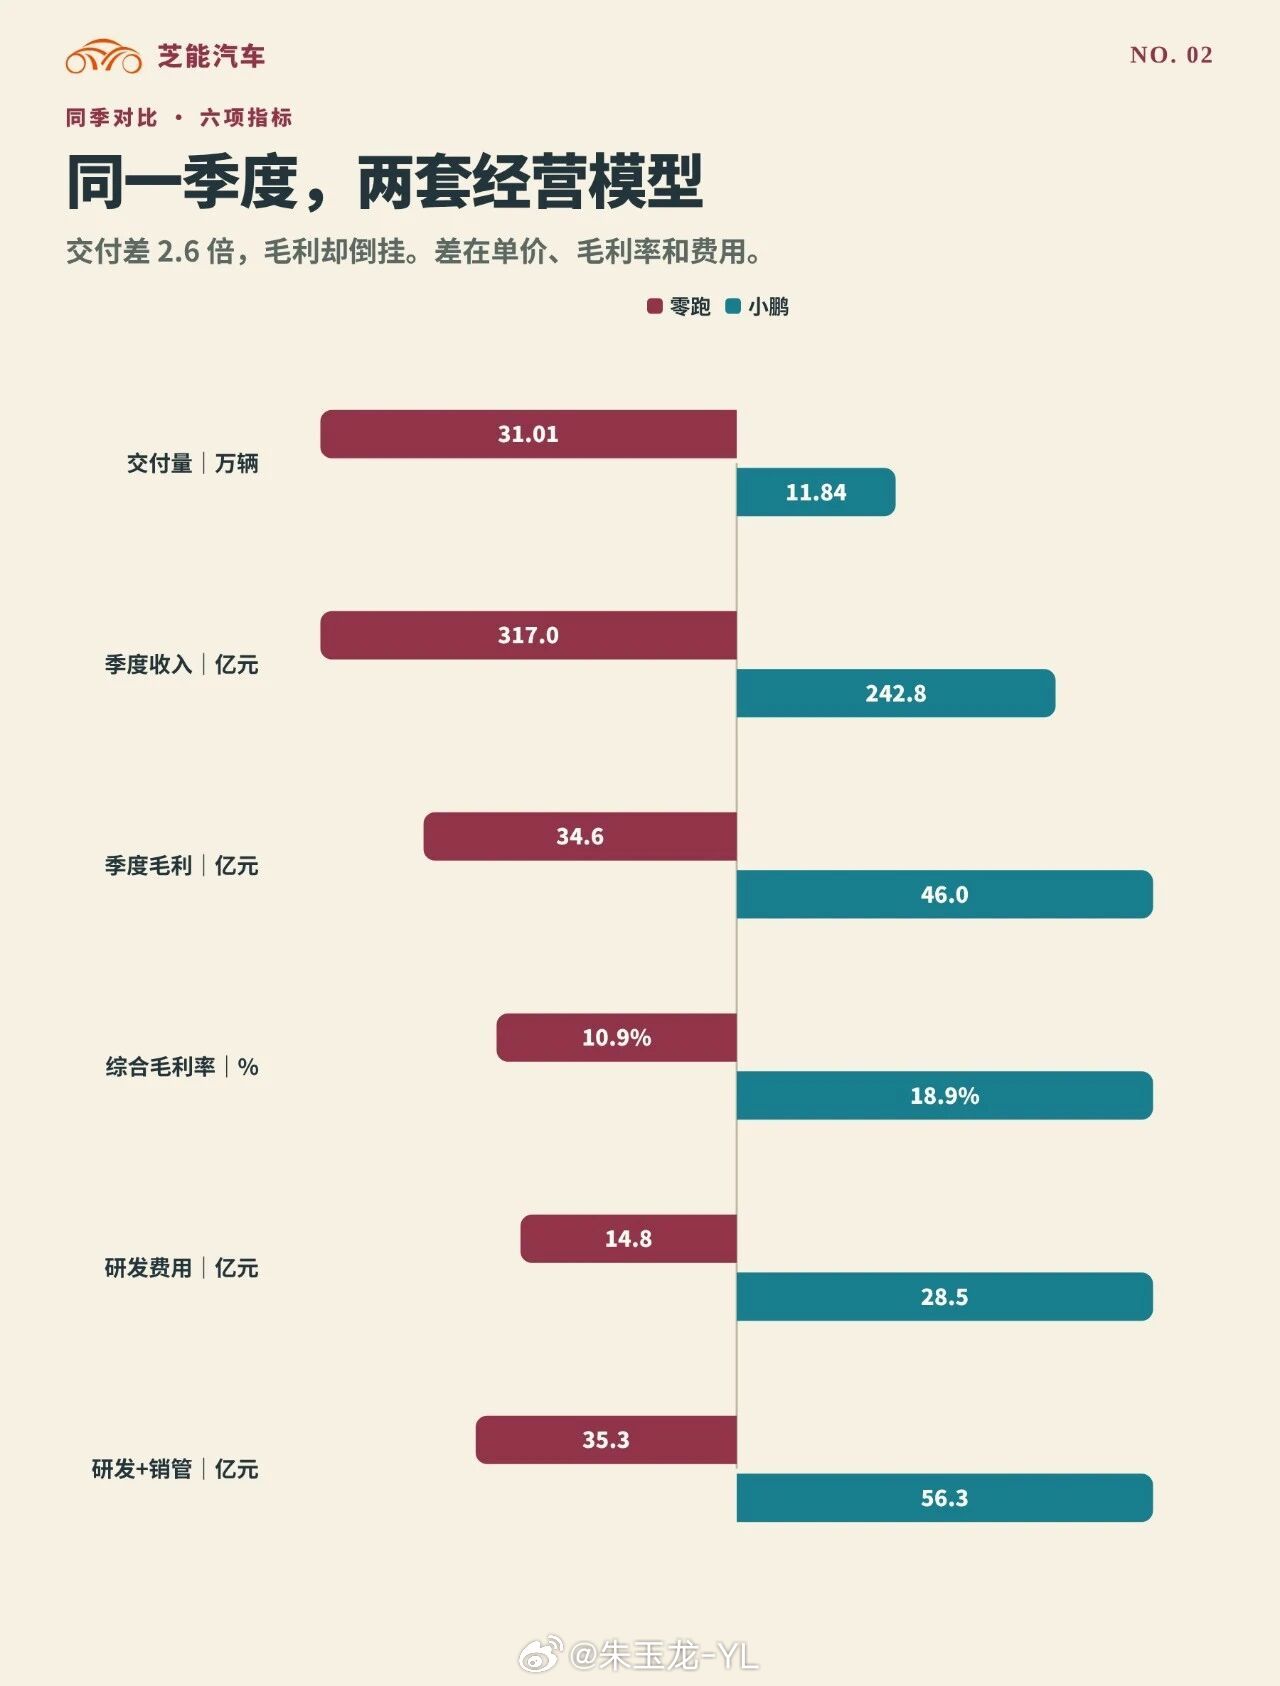 芝能汽车
NO. 02
同季对比 · 六项指标
同一季度，两套经营模型
交付差 2.6 倍，毛利却倒挂。差在单价、毛利率和费用。
零跑 小鹏
交付量｜万辆
31.01
11.84
季度收入｜亿元
317.0
242.8
季度毛利｜亿元
34.6
46.0
综合毛利率｜%
10.9%
18.9%
研发费用｜亿元
14.8
28.5
研发+销管｜亿元
35.3
56.3
@朱玉龙-YL